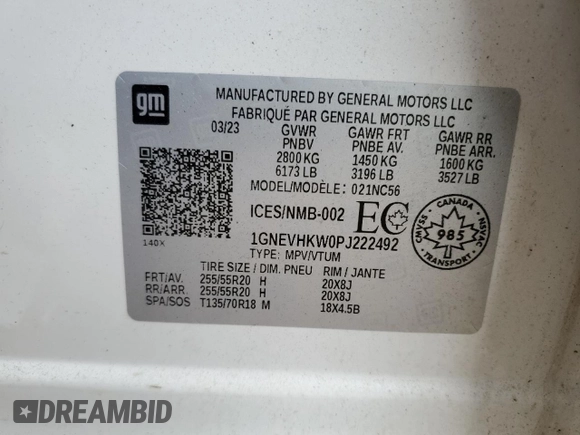 gm
MANUFACTURED BY GENERAL MOTORS LLC
FABRIQUÉ PAR GENERAL MOTORS LLC
03/23 GVWR GAWR FRT GAWR RR
PNBV PNBE AV. PNBE ARR.
2800 KG 1450 KG 1600 KG
6173 LB 3196 LB 3527 LB
MODEL/MODÈLE: 021NC56
ICES/NMB-002 EC
CMVSS 985 NSVAC
CANADA
140X
1GNEVHKW0PJ222492
TYPE: MPV/VTUM
TIRE SIZE / DIM. PNEU RIM / JANTE
FRT/AV. 255/55R20 H 20X8J
RR/ARR. 255/55R20 H 20X8J
SPA/SOS T135/70R18 M 18X4.5B
DREAMBID